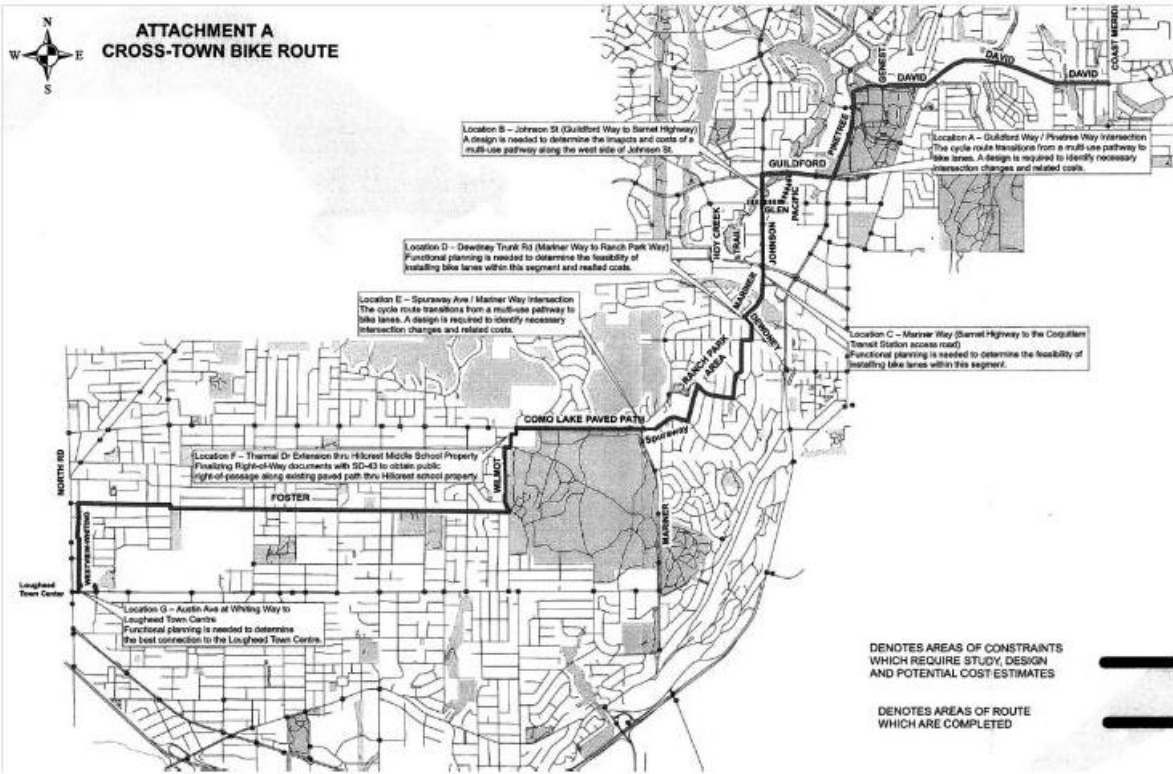 N
W E
S
ATTACHMENT A
CROSS-TOWN BIKE ROUTE
GENEST
DAVID
DAVID
DAVID
COAST MERIDI
PINETREE
Location B – Johnson St (Guildford Way to Barnet Highway)
A design is needed to determine the imapcts and costs of a
multi-use pathway along the west side of Johnson St.
Location A – Guildford Way / Pinetree Way Intersection
The cycle route transitions from a multi-use pathway to
bike lanes. A design is required to identify necessary
intersection changes and related costs.
GUILDFORD
GLEN
PACIFIC
HOY CREEK
TRAIL
JOHNSON
Location D – Dewdney Trunk Rd (Mariner Way to Ranch Park Way)
Functional planning is needed to determine the feasibility of
installing bike lanes within this segment and realted costs.
MARINER
DEWDNEY
Location E – Spuraway Ave / Mariner Way Intersection
The cycle route transitions from a multi-use pathway to
bike lanes. A design is required to identify necessary
intersection changes and related costs.
Location C – Mariner Way (Barnet Highway to the Coquitlam
Transit Station access road)
Functional planning is needed to determine the feasibility of
installing bike lanes within this segment.
RANCH PARK
AREA
COMO LAKE PAVED PATH
Spuraway
Location F – Thermal Dr Extension thru Hillcrest Middle School Property
Finalizing Right-of-Way documents with SD-43 to obtain public
right-of-passage along existing paved path thru Hillcrest school property
NORTH RD
WILMOT
FOSTER
MARINER
WESTVIEW-WHITING
Lougheed
Town Center
Location G – Austin Ave at Whiting Way to
Lougheed Town Centre
Functional planning is needed to determine
the best connection to the Lougheed Town Centre.
DENOTES AREAS OF CONSTRAINTS
WHICH REQUIRE STUDY, DESIGN
AND POTENTIAL COST ESTIMATES
DENOTES AREAS OF ROUTE
WHICH ARE COMPLETED